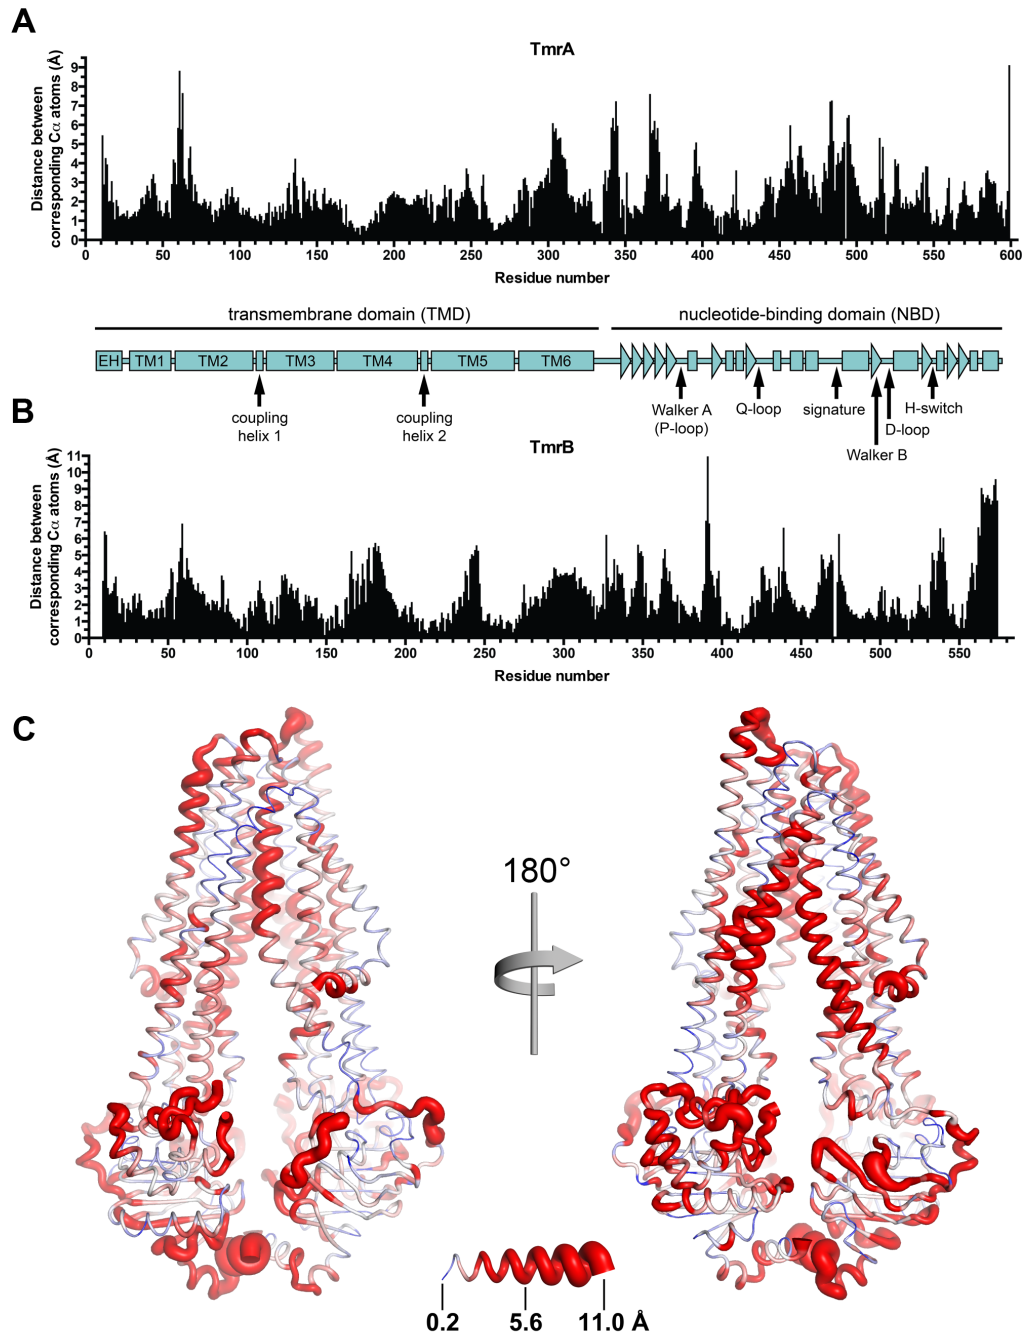 A
TmrA
Distance between
corresponding Cα atoms (Å)
9
8
7
6
5
4
3
2
1
0
0 50 100 150 200 250 300 350 400 450 500 550 600
Residue number
transmembrane domain (TMD)
nucleotide-binding domain (NBD)
EH TM1 TM2 TM3 TM4 TM5 TM6
coupling
helix 1
coupling
helix 2
Walker A
(P-loop)
Q-loop
signature
Walker B
D-loop
H-switch
B
TmrB
Distance between
corresponding Cα atoms (Å)
11
10
9
8
7
6
5
4
3
2
1
0
0 50 100 150 200 250 300 350 400 450 500 550
Residue number
C
180°
0.2 5.6 11.0 Å